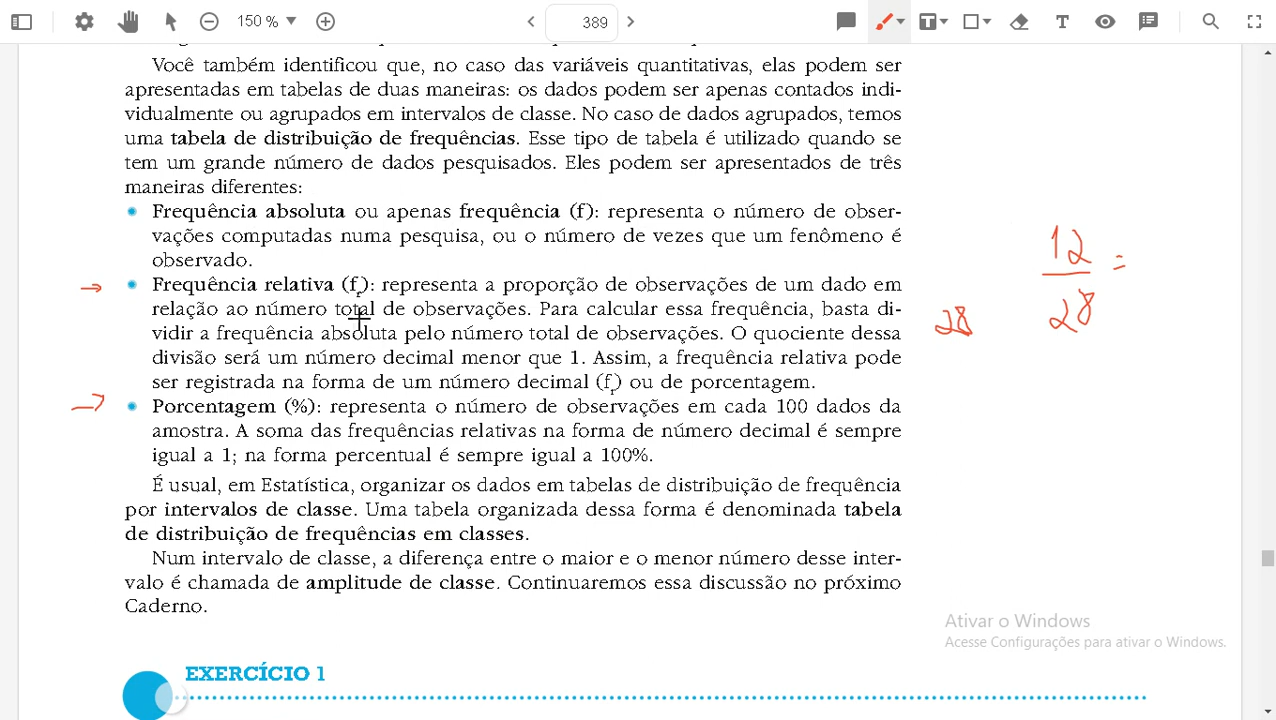 150 %
389
Você também identificou que, no caso das variáveis quantitativas, elas podem ser
apresentadas em tabelas de duas maneiras: os dados podem ser apenas contados indi-
vidualmente ou agrupados em intervalos de classe. No caso de dados agrupados, temos
uma tabela de distribuição de frequências. Esse tipo de tabela é utilizado quando se
tem um grande número de dados pesquisados. Eles podem ser apresentados de três
maneiras diferentes:
Frequência absoluta ou apenas frequência (f): representa o número de obser-
vações computadas numa pesquisa, ou o número de vezes que um fenômeno é
observado.
Frequência relativa (fr): representa a proporção de observações de um dado em
relação ao número total de observações. Para calcular essa frequência, basta di-
vidir a frequência absoluta pelo número total de observações. O quociente dessa
divisão será um número decimal menor que 1. Assim, a frequência relativa pode
ser registrada na forma de um número decimal (fr) ou de porcentagem.
Porcentagem (%): representa o número de observações em cada 100 dados da
amostra. A soma das frequências relativas na forma de número decimal é sempre
igual a 1; na forma percentual é sempre igual a 100%.
É usual, em Estatística, organizar os dados em tabelas de distribuição de frequência
por intervalos de classe. Uma tabela organizada dessa forma é denominada tabela
de distribuição de frequências em classes.
Num intervalo de classe, a diferença entre o maior e o menor número desse inter-
valo é chamada de amplitude de classe. Continuaremos essa discussão no próximo
Caderno.
12 =
28
28
Ativar o Windows
Acesse Configurações para ativar o Windows.
EXERCÍCIO 1